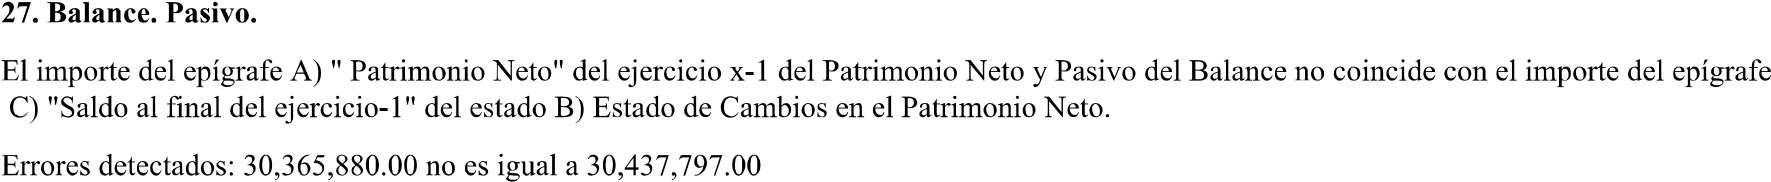 27. Balance. Pasivo.
El importe del epígrafe A) " Patrimonio Neto" del ejercicio x-1 del Patrimonio Neto y Pasivo del Balance no coincide con el importe del epígrafe
C) "Saldo al final del ejercicio-1" del estado B) Estado de Cambios en el Patrimonio Neto.
Errores detectados: 30,365,880.00 no es igual a 30,437,797.00